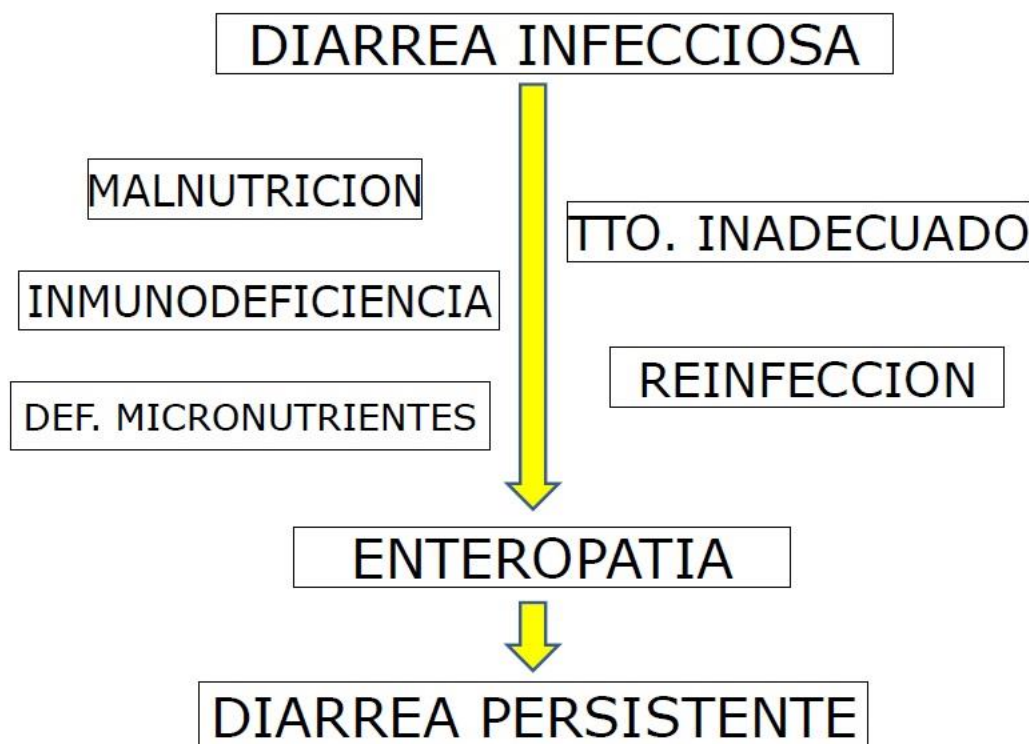 DIARREA INFECCIOSA
MALNUTRICION
TTO. INADECUADO
INMUNODEFICIENCIA
REINFECCION
DEF. MICRONUTRIENTES
ENTEROPATIA
DIARREA PERSISTENTE